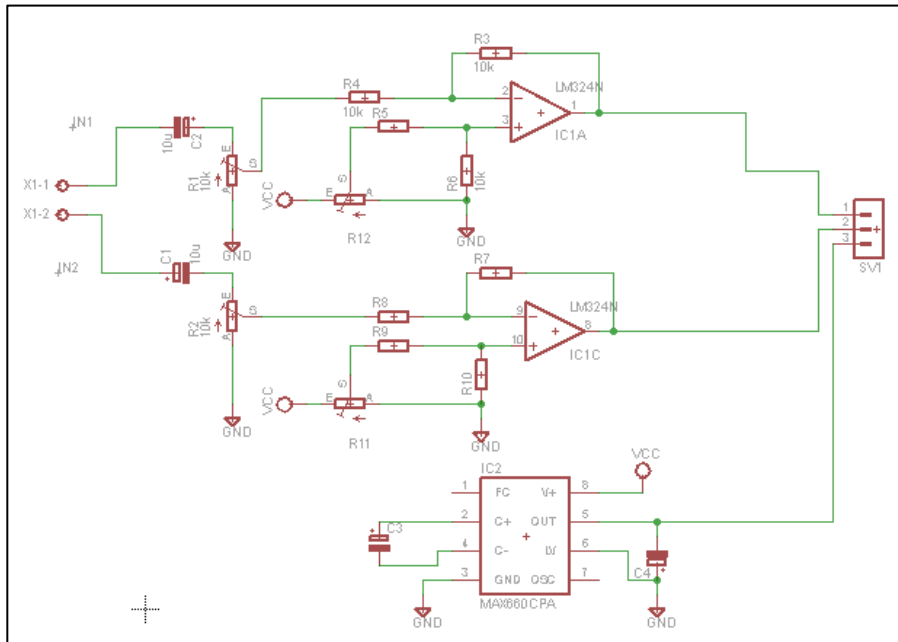 R3
10k
LM324N
R4
10k
2
1
3
IC1A
R5
R6
10k
IN1
10u
C2
E
S
A
R1
10k
X1-1
X1-2
VCC
E
S
A
R12
GND
GND
1
2
3
SV1
IN2
C1
10u
R7
LM324N
R8
9
8
10
IC1C
R9
R10
E
S
A
R2
10k
VCC
E
S
A
R11
GND
GND
VCC
IC2
1
FC
V+
8
2
C+
OUT
5
4
C-
LV
6
3
GND
OSC
7
MAX660CPA
C3
C4
GND
GND